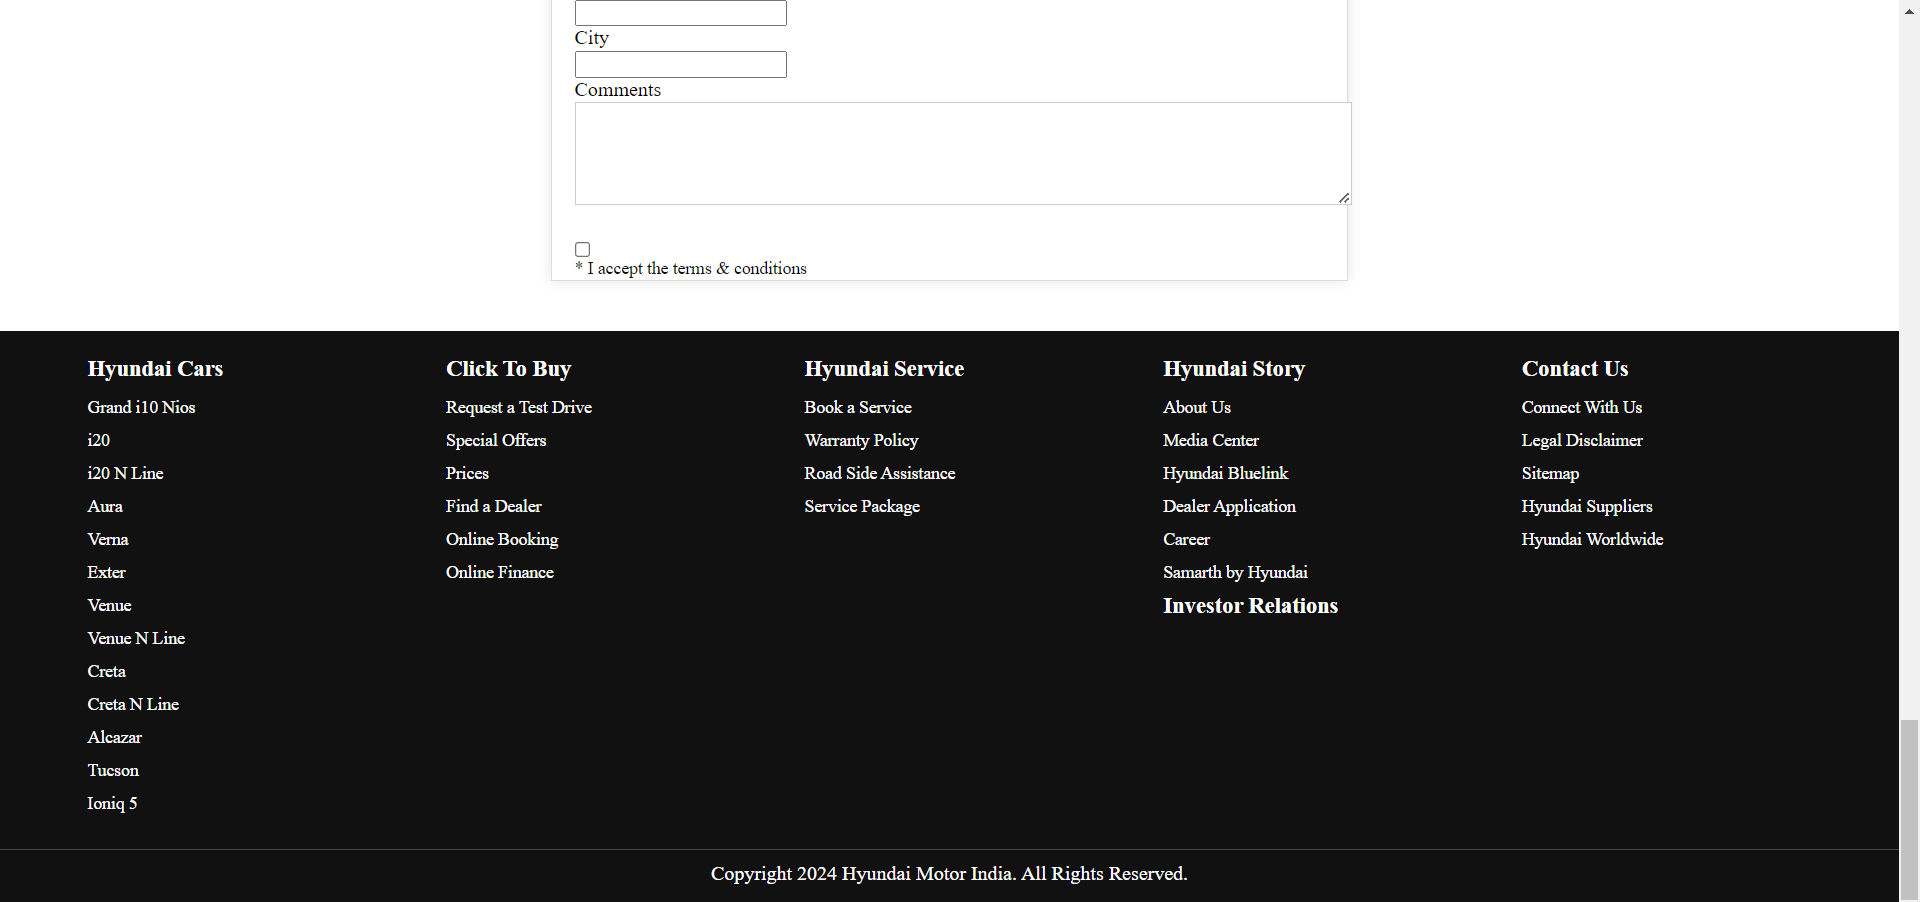 City
Comments
* I accept the terms & conditions
Hyundai Cars
Grand i10 Nios
i20
i20 N Line
Aura
Verna
Exter
Venue
Venue N Line
Creta
Creta N Line
Alcazar
Tucson
Ioniq 5
Click To Buy
Request a Test Drive
Special Offers
Prices
Find a Dealer
Online Booking
Online Finance
Hyundai Service
Book a Service
Warranty Policy
Road Side Assistance
Service Package
Hyundai Story
About Us
Media Center
Hyundai Bluelink
Dealer Application
Career
Samarth by Hyundai
Investor Relations
Contact Us
Connect With Us
Legal Disclaimer
Sitemap
Hyundai Suppliers
Hyundai Worldwide
Copyright 2024 Hyundai Motor India. All Rights Reserved.